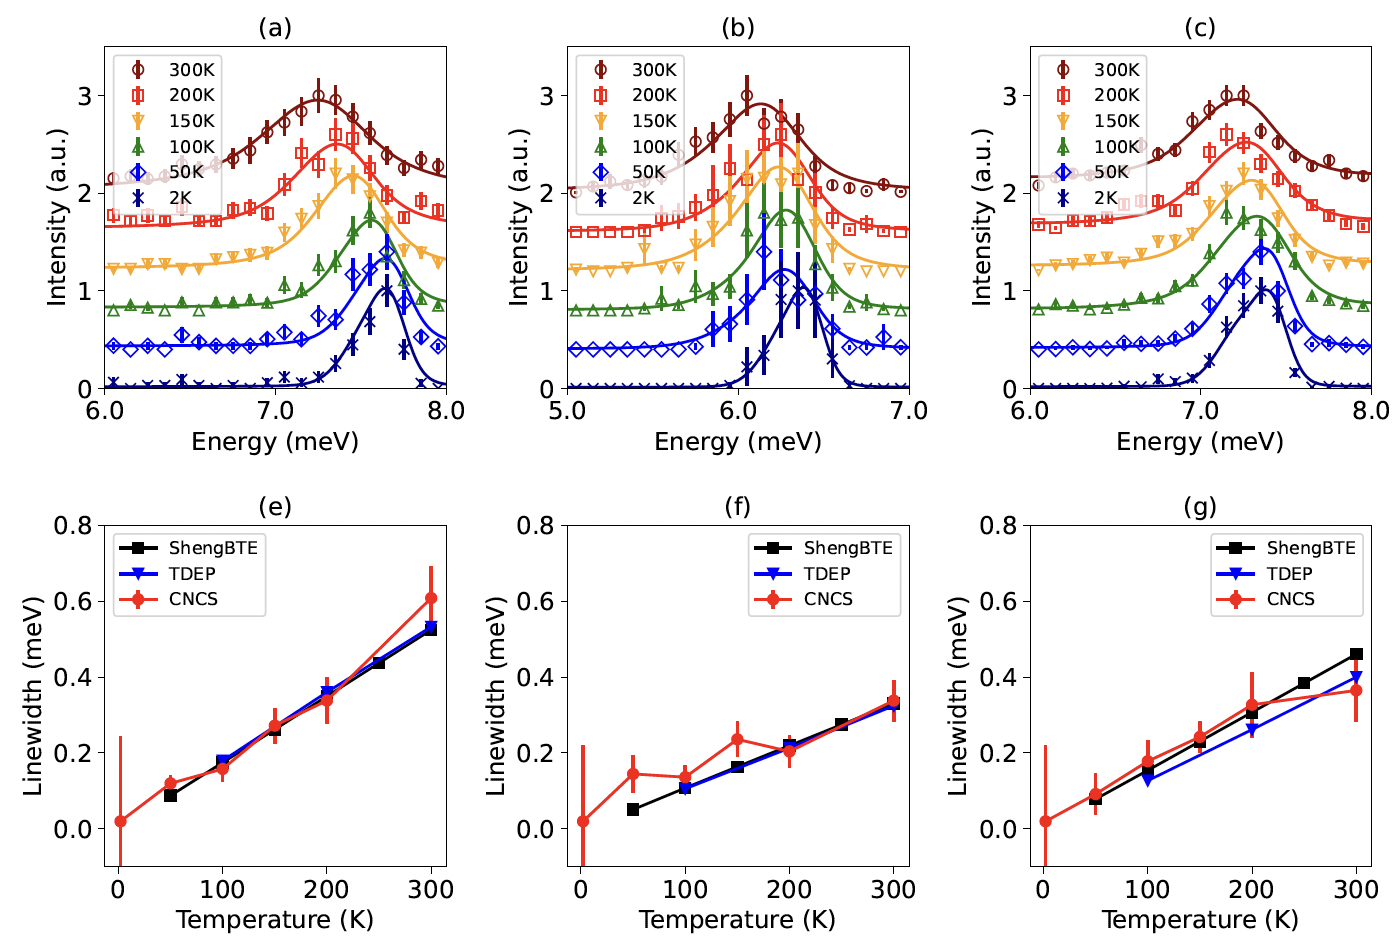 (a)
300K
200K
150K
100K
50K
2K
3
2
1
0
6.0
7.0
8.0
Intensity (a.u.)
Energy (meV)
(b)
300K
200K
150K
100K
50K
2K
3
2
1
0
5.0
6.0
7.0
Intensity (a.u.)
Energy (meV)
(c)
300K
200K
150K
100K
50K
2K
3
2
1
0
6.0
7.0
8.0
Intensity (a.u.)
Energy (meV)
(e)
ShengBTE
TDEP
CNCS
0.8
0.6
0.4
0.2
0.0
0
100
200
300
Linewidth (meV)
Temperature (K)
(f)
ShengBTE
TDEP
CNCS
0.8
0.6
0.4
0.2
0.0
0
100
200
300
Linewidth (meV)
Temperature (K)
(g)
ShengBTE
TDEP
CNCS
0.8
0.6
0.4
0.2
0.0
0
100
200
300
Linewidth (meV)
Temperature (K)